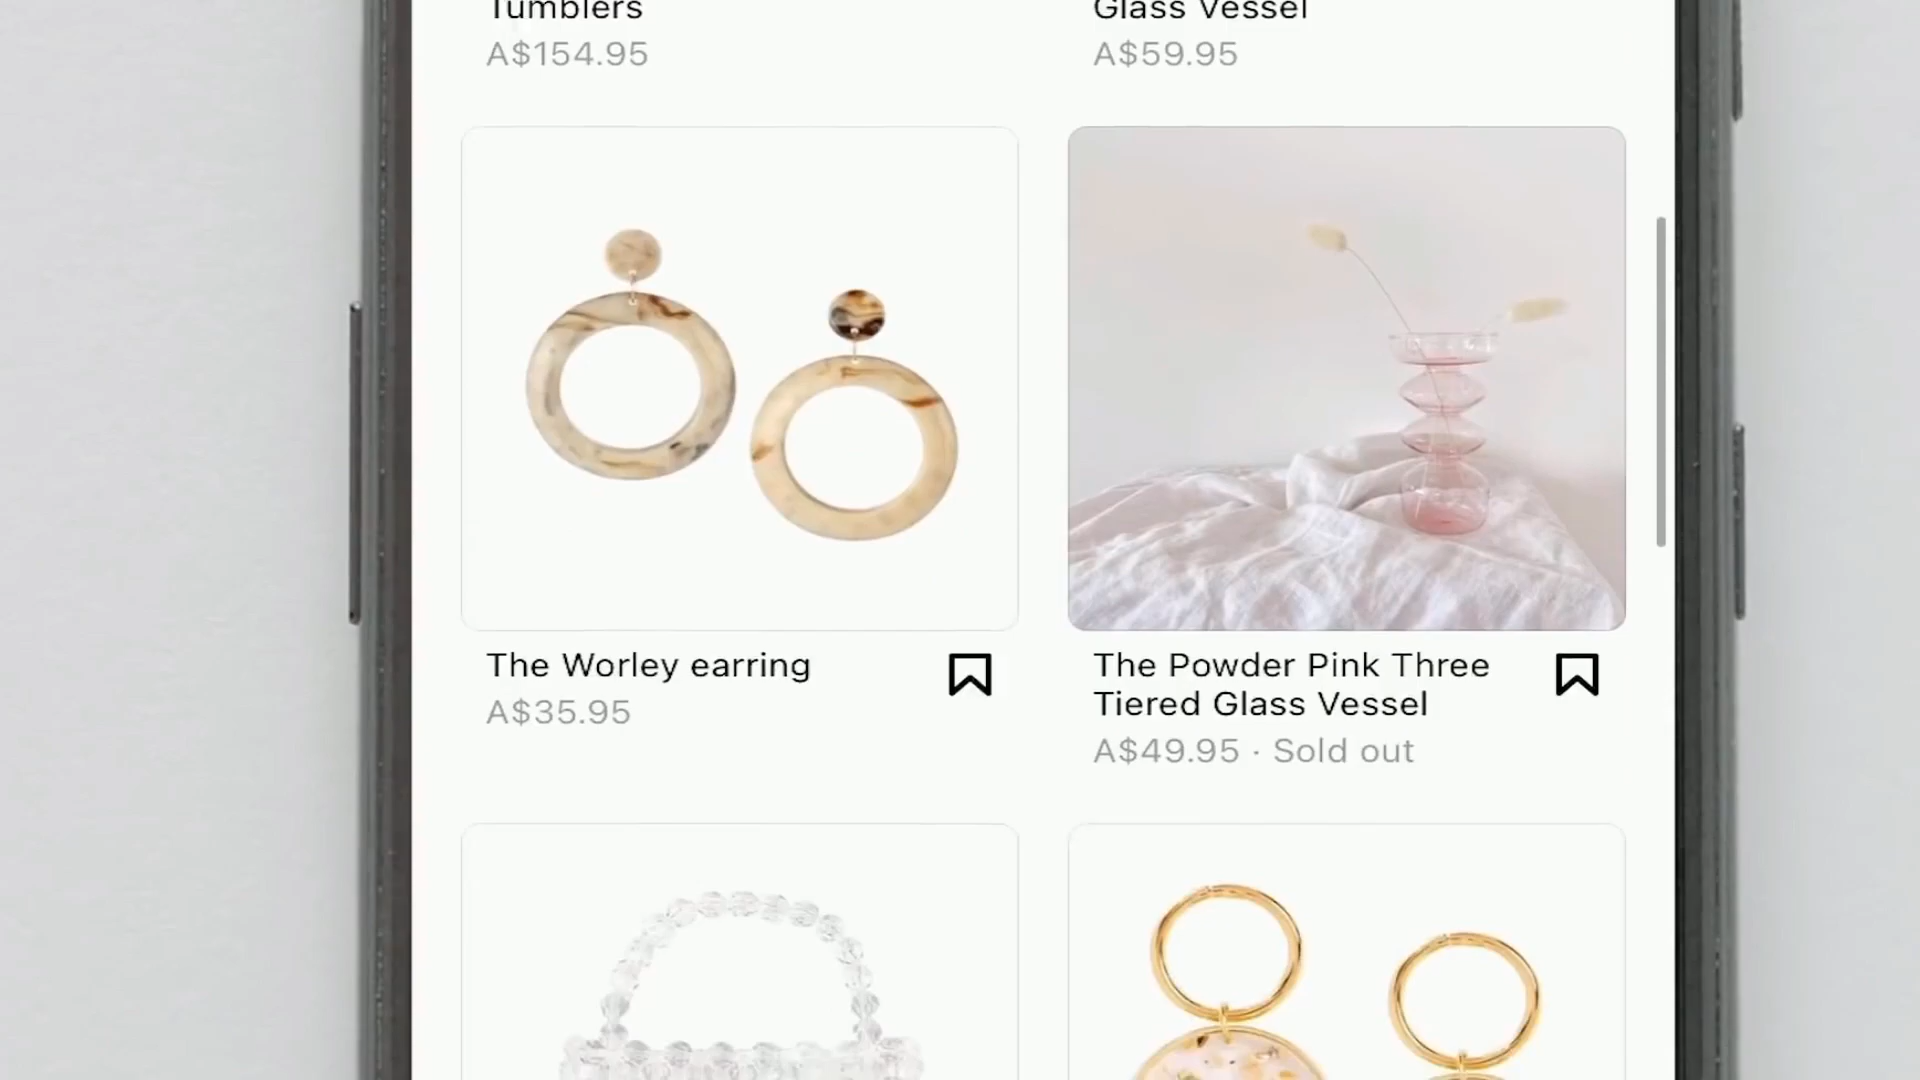 Tumblers
A$154.95
Glass Vessel
A$59.95
The Worley earring
A$35.95
The Powder Pink Three
Tiered Glass Vessel
A$49.95 · Sold out